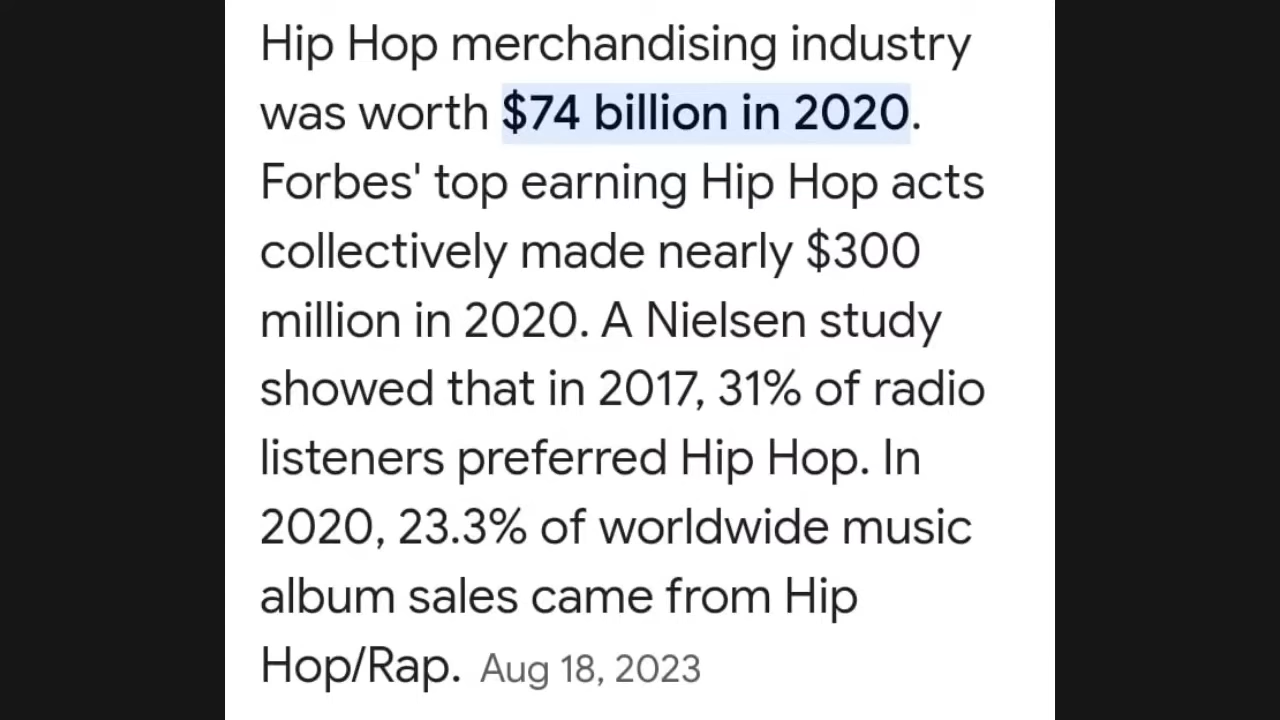 Hip Hop merchandising industry
was worth $74 billion in 2020.
Forbes' top earning Hip Hop acts
collectively made nearly $300
million in 2020. A Nielsen study
showed that in 2017, 31% of radio
listeners preferred Hip Hop. In
2020, 23.3% of worldwide music
album sales came from Hip
Hop/Rap. Aug 18, 2023